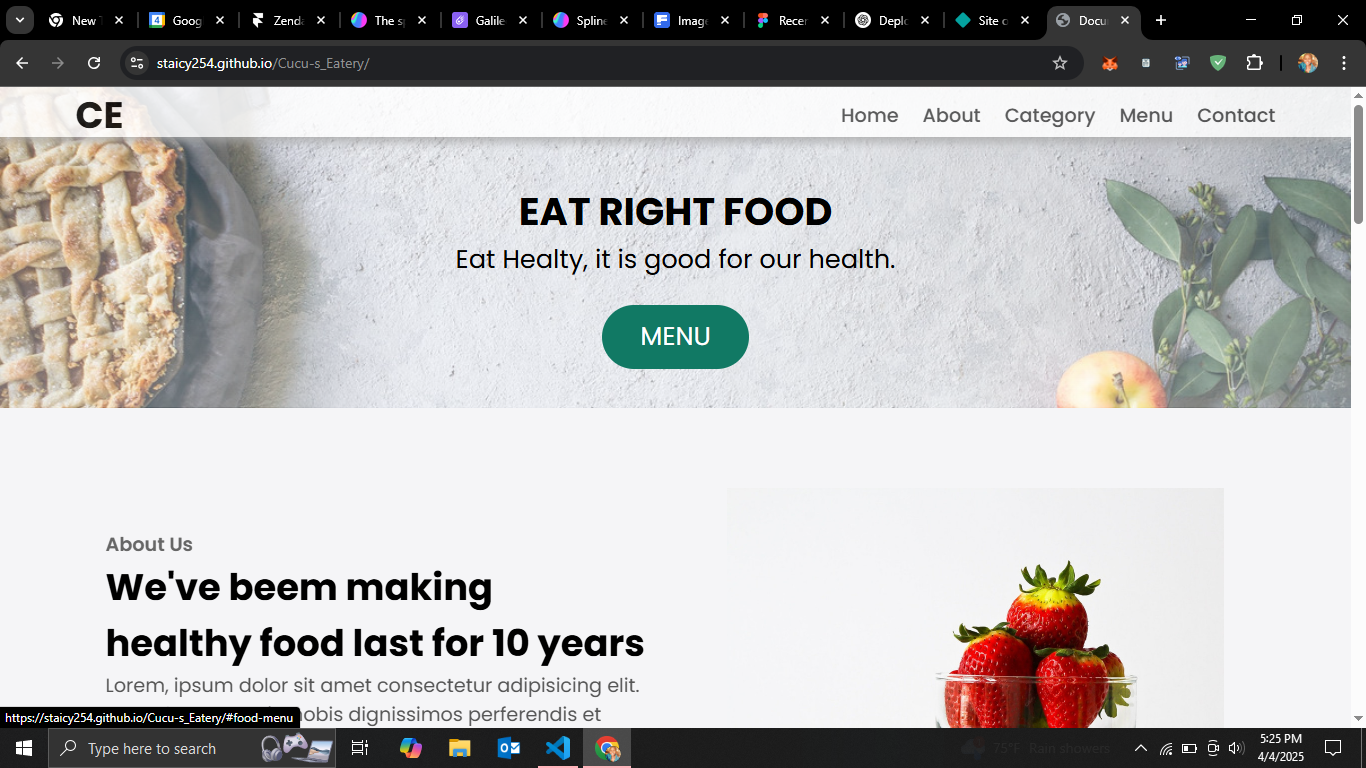 New T
Goog
Zenda
The sp
Galile
Spline
Image
Recen
Deplo
Site o
Docu
staicy254.github.io/Cucu-s_Eatery/
CE
Home About Category Menu Contact
EAT RIGHT FOOD
Eat Healty, it is good for our health.
MENU
About Us
We've beem making
healthy food last for 10 years
Lorem, ipsum dolor sit amet consectetur adipisicing elit.
nobis dignissimos perferendis et
https://staicy254.github.io/Cucu-s_Eatery/#food-menu
Type here to search
75°F Rain showers
5:25 PM
4/4/2025